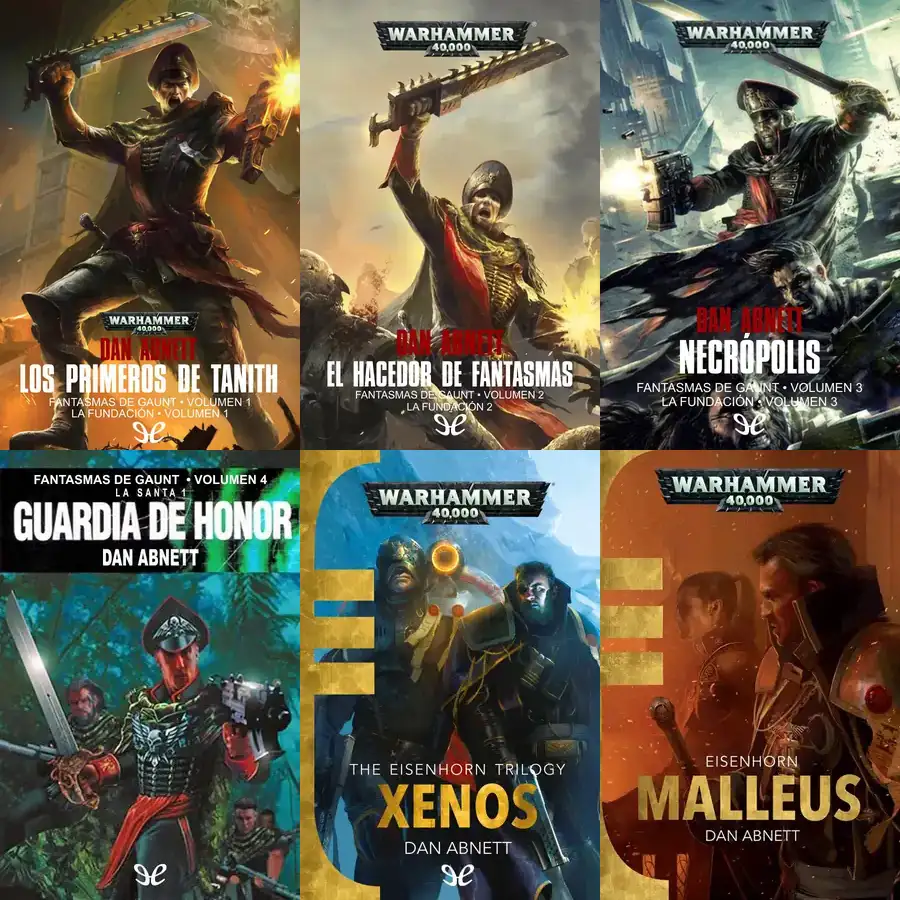 WARHAMMER
40,000
DAN ABNETT
LOS PRIMEROS DE TANITH
FANTASMAS DE GAUNT • VOLUMEN 1
LA FUNDACIÓN • VOLUMEN 1
WARHAMMER
40,000
DAN ABNETT
EL HACEDOR DE FANTASMAS
FANTASMAS DE GAUNT • VOLUMEN 2
LA FUNDACIÓN 2
WARHAMMER
40,000
DAN ABNETT
NECRÓPOLIS
FANTASMAS DE GAUNT • VOLUMEN 3
LA FUNDACIÓN • VOLUMEN 3
FANTASMAS DE GAUNT • VOLUMEN 4
LA SANTA 1
GUARDIA DE HONOR
DAN ABNETT
WARHAMMER
40,000
THE EISENHORN TRILOGY
XENOS
DAN ABNETT
WARHAMMER
40,000
EISENHORN
MALLEUS
DAN ABNETT